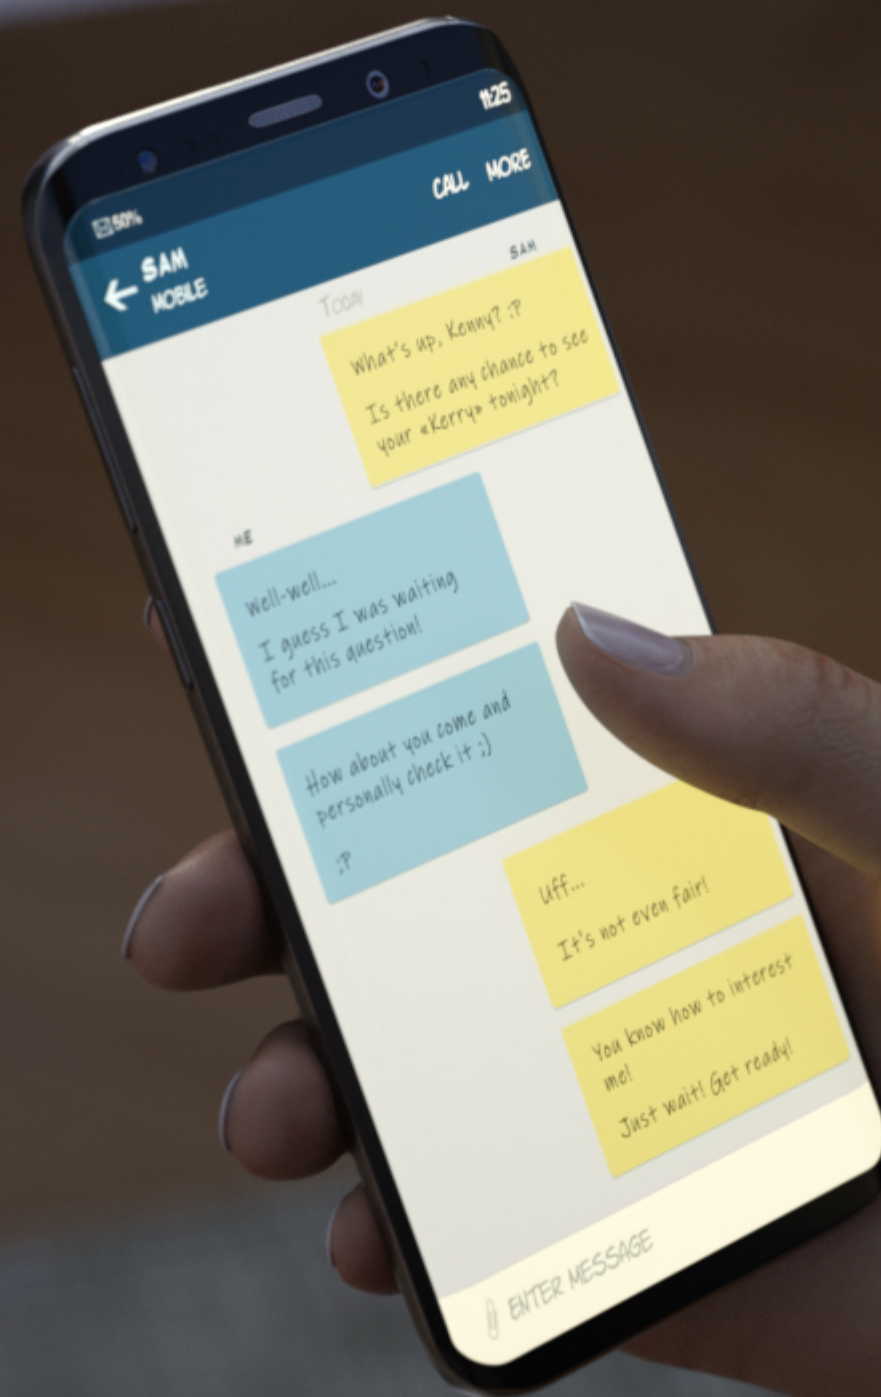 11:25
50%
CALL MORE
SAM
MOBILE
TODAY
SAM
What's up, Kenny? :P
Is there any chance to see
your «Kerry» tonight?
ME
Well-well...
I guess I was waiting
for this question!
How about you come and
personally check it ;)
;P
Uff...
It's not even fair!
You know how to interest
me!
Just wait! Get ready!
ENTER MESSAGE